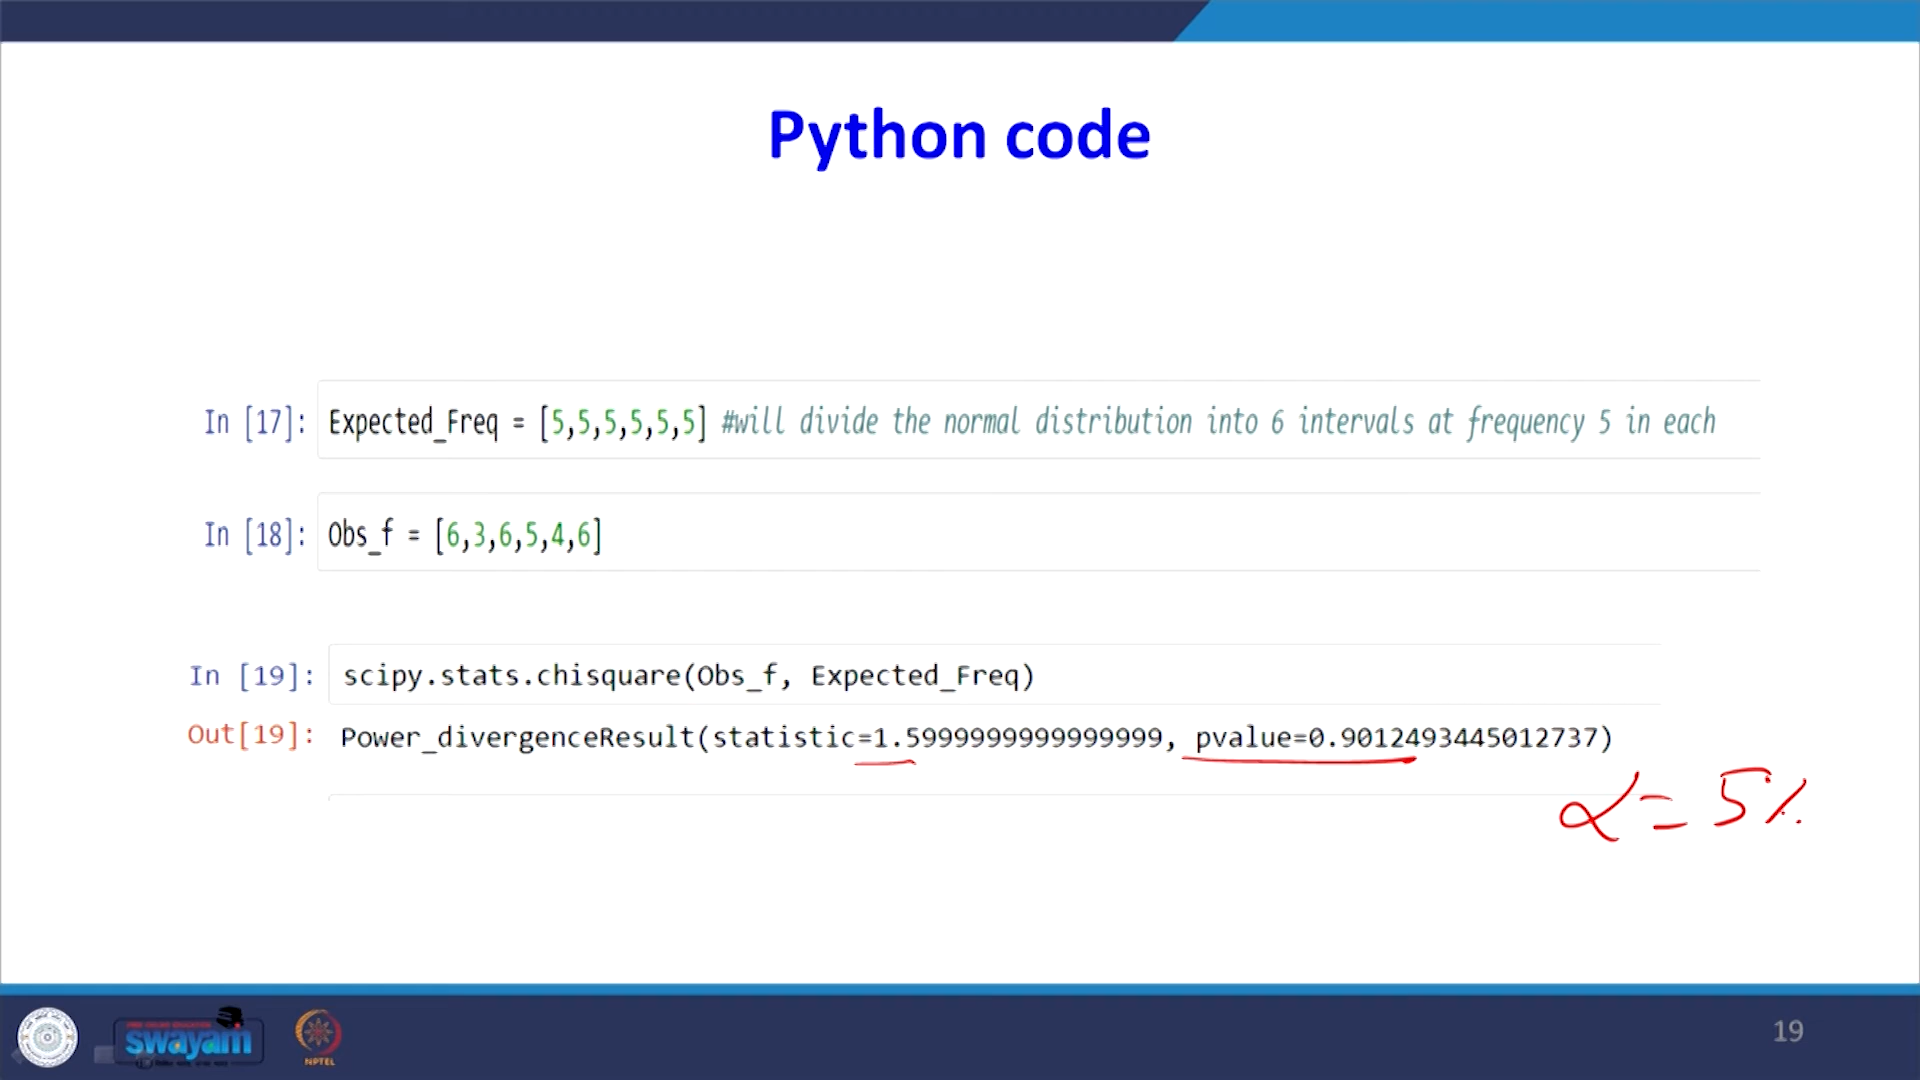 Python code
In [17]: Expected_Freq = [5,5,5,5,5,5] #will divide the normal distribution into 6 intervals at frequency 5 in each
In [18]: Obs_f = [6,3,6,5,4,6]
In [19]: scipy.stats.chisquare(Obs_f, Expected_Freq)
Out[19]: Power_divergenceResult(statistic=1.5999999999999999, pvalue=0.9012493445012737)
α = 5%
swayam
NPTEL
19